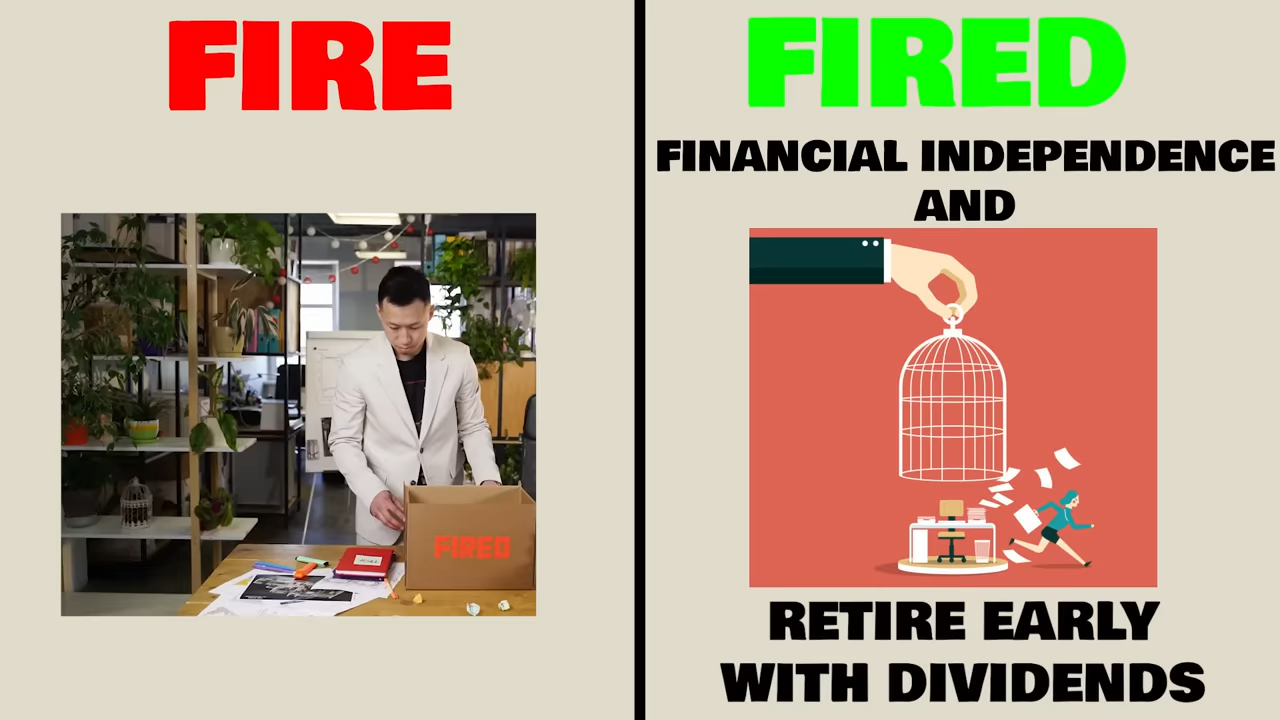 FIRE
FIRED
FIRED
FINANCIAL INDEPENDENCE
AND
RETIRE EARLY
WITH DIVIDENDS